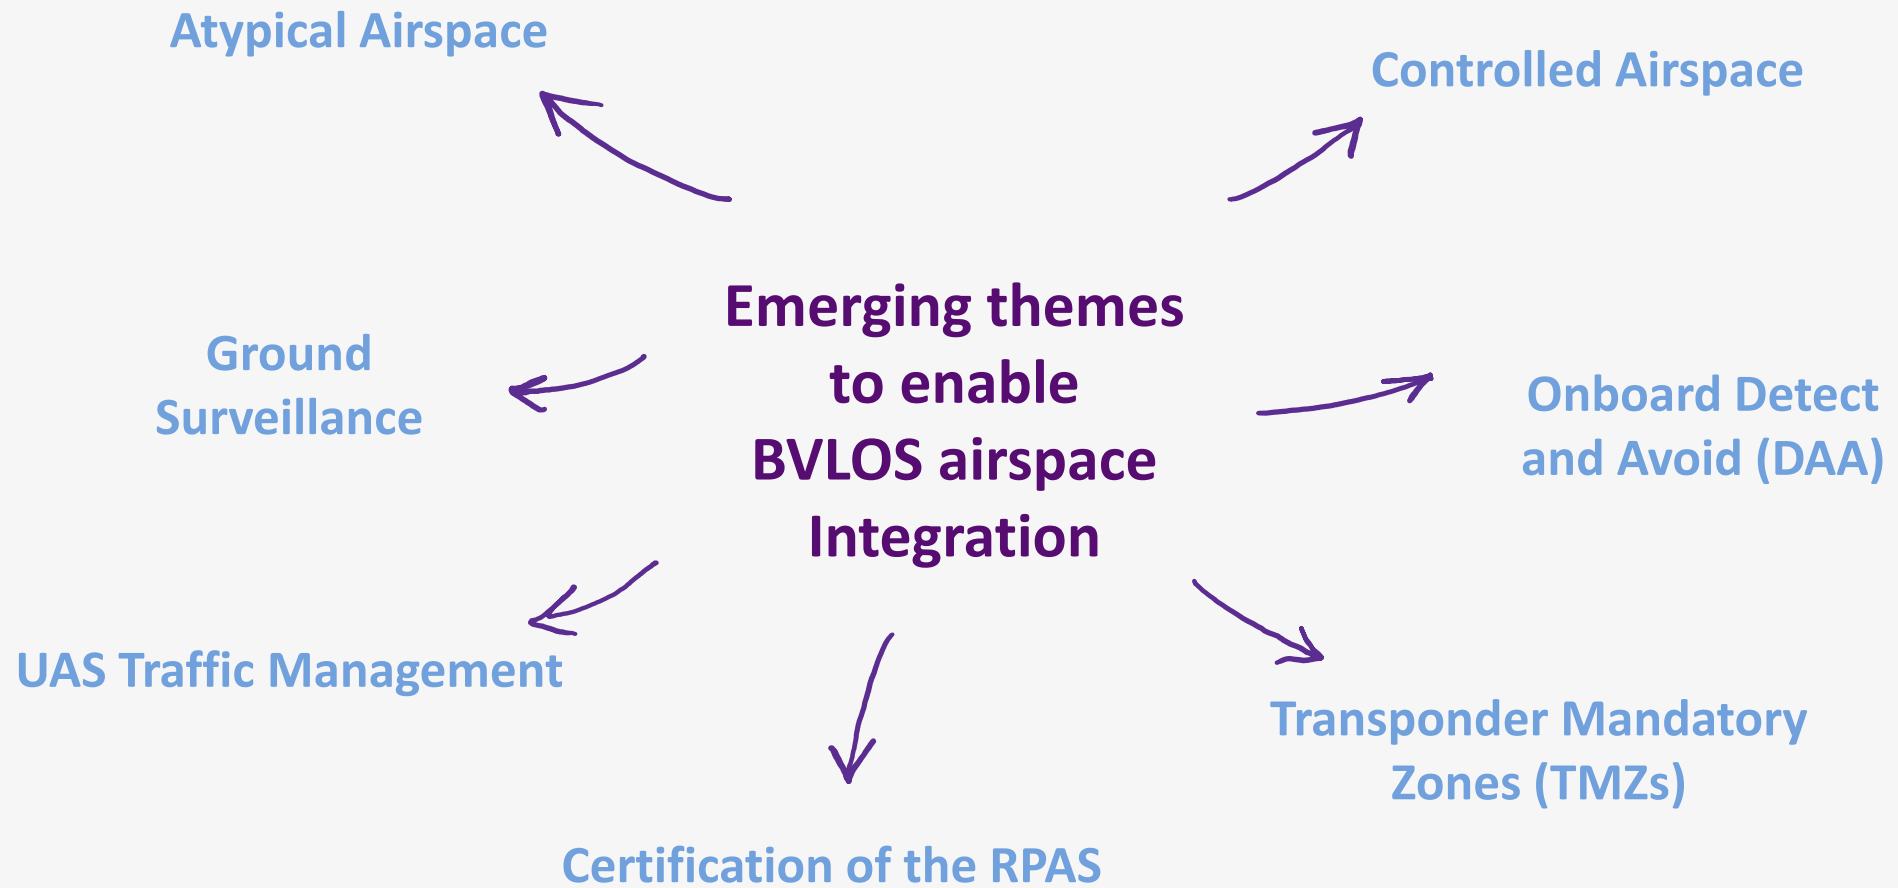 Atypical Airspace
Controlled Airspace
Emerging themes
to enable
BVLOS airspace
Integration
Ground
Surveillance
Onboard Detect
and Avoid (DAA)
UAS Traffic Management
Transponder Mandatory
Zones (TMZs)
Certification of the RPAS